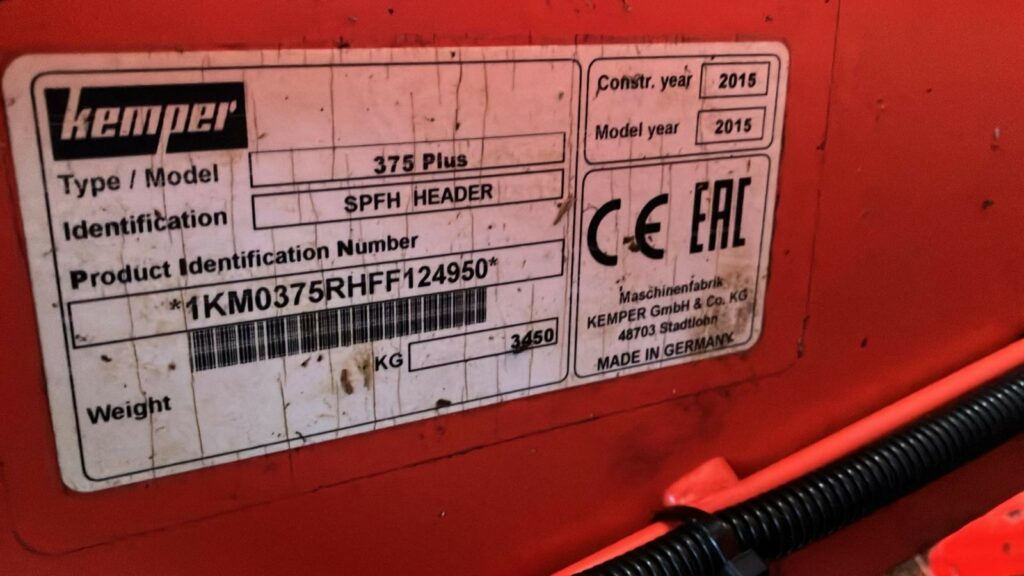 kemper
Type / Model 375 Plus
Identification SPFH HEADER
Product Identification Number
*1KM0375RHFF124950*
KG 3450
Weight
Constr. year 2015
Model year 2015
CE EAC
Maschinenfabrik
KEMPER GmbH & Co. KG
48703 Stadtlohn
MADE IN GERMANY